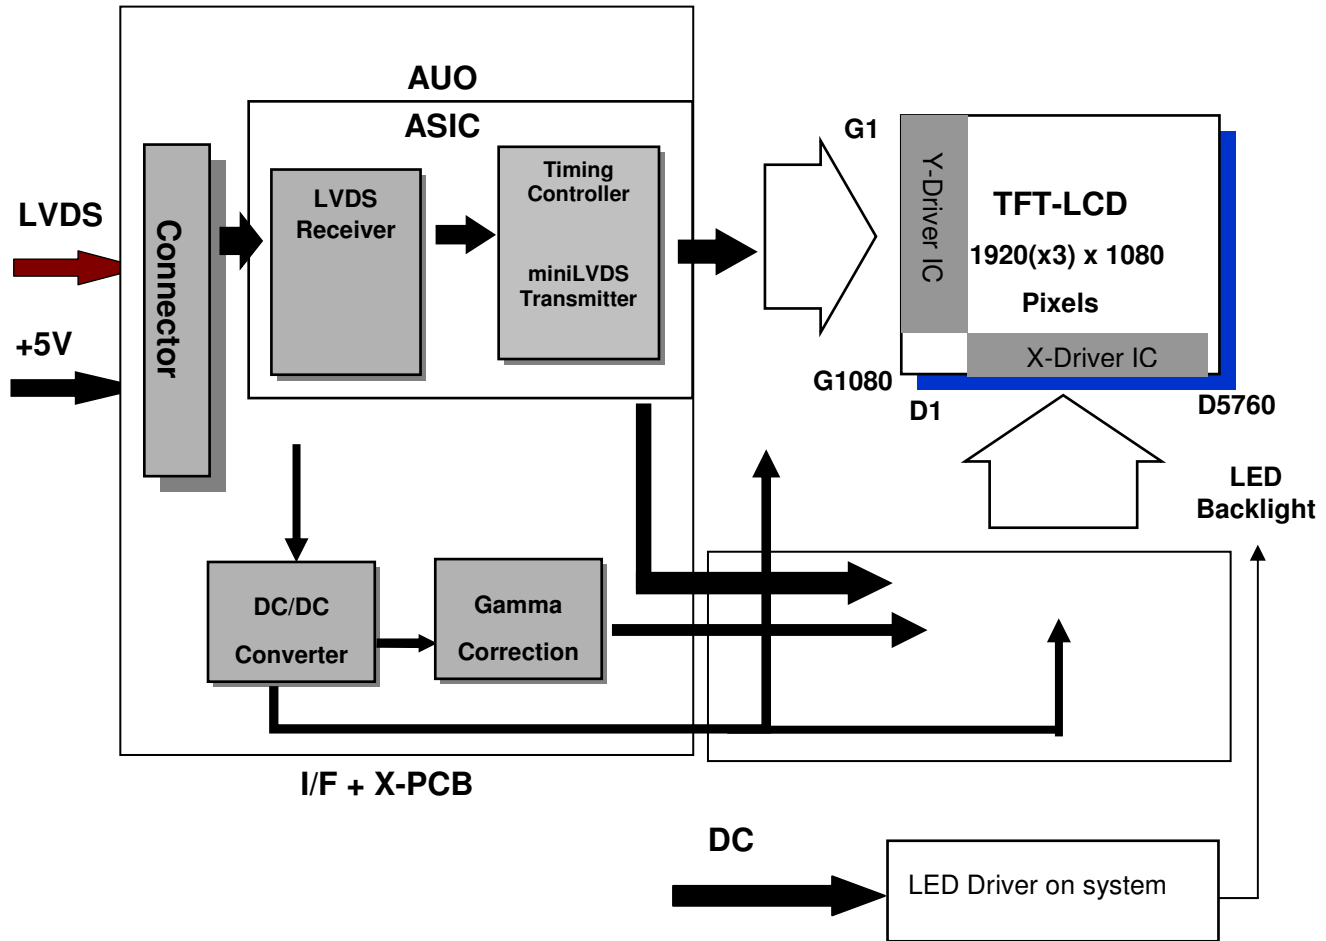 AUO
ASIC
LVDS
+5V
Connector
LVDS
Receiver
Timing
Controller
miniLVDS
Transmitter
G1
Y-Driver IC
TFT-LCD
1920(x3) x 1080
Pixels
X-Driver IC
G1080
D1
D5760
LED
Backlight
DC/DC
Converter
Gamma
Correction
I/F + X-PCB
DC
LED Driver on system